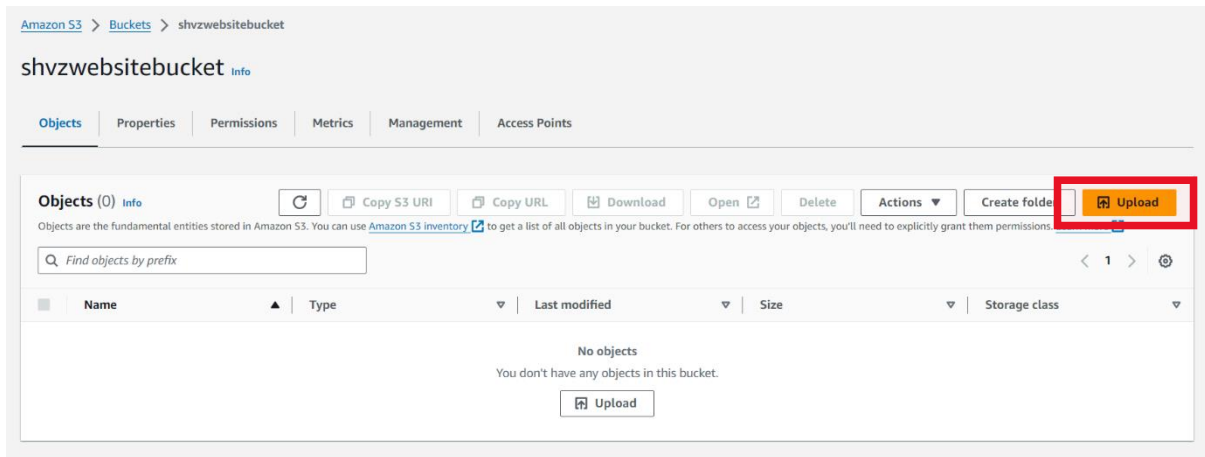 Amazon S3 > Buckets > shvzwebsitebucket
shvzwebsitebucket Info
Objects Properties Permissions Metrics Management Access Points
Objects (0) Info Copy S3 URI Copy URL Download Open Delete Actions Create folder Upload
Objects are the fundamental entities stored in Amazon S3. You can use Amazon S3 inventory to get a list of all objects in your bucket. For others to access your objects, you'll need to explicitly grant them permissions.
Find objects by prefix < 1 >
Name Type Last modified Size Storage class
No objects
You don't have any objects in this bucket.
Upload